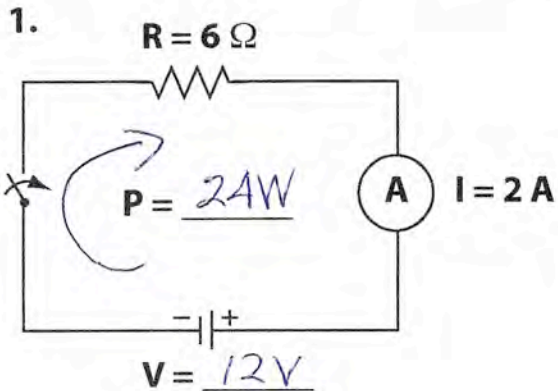 1.
R = 6 Ω
P = 24W
A I = 2 A
- +
V = 12V